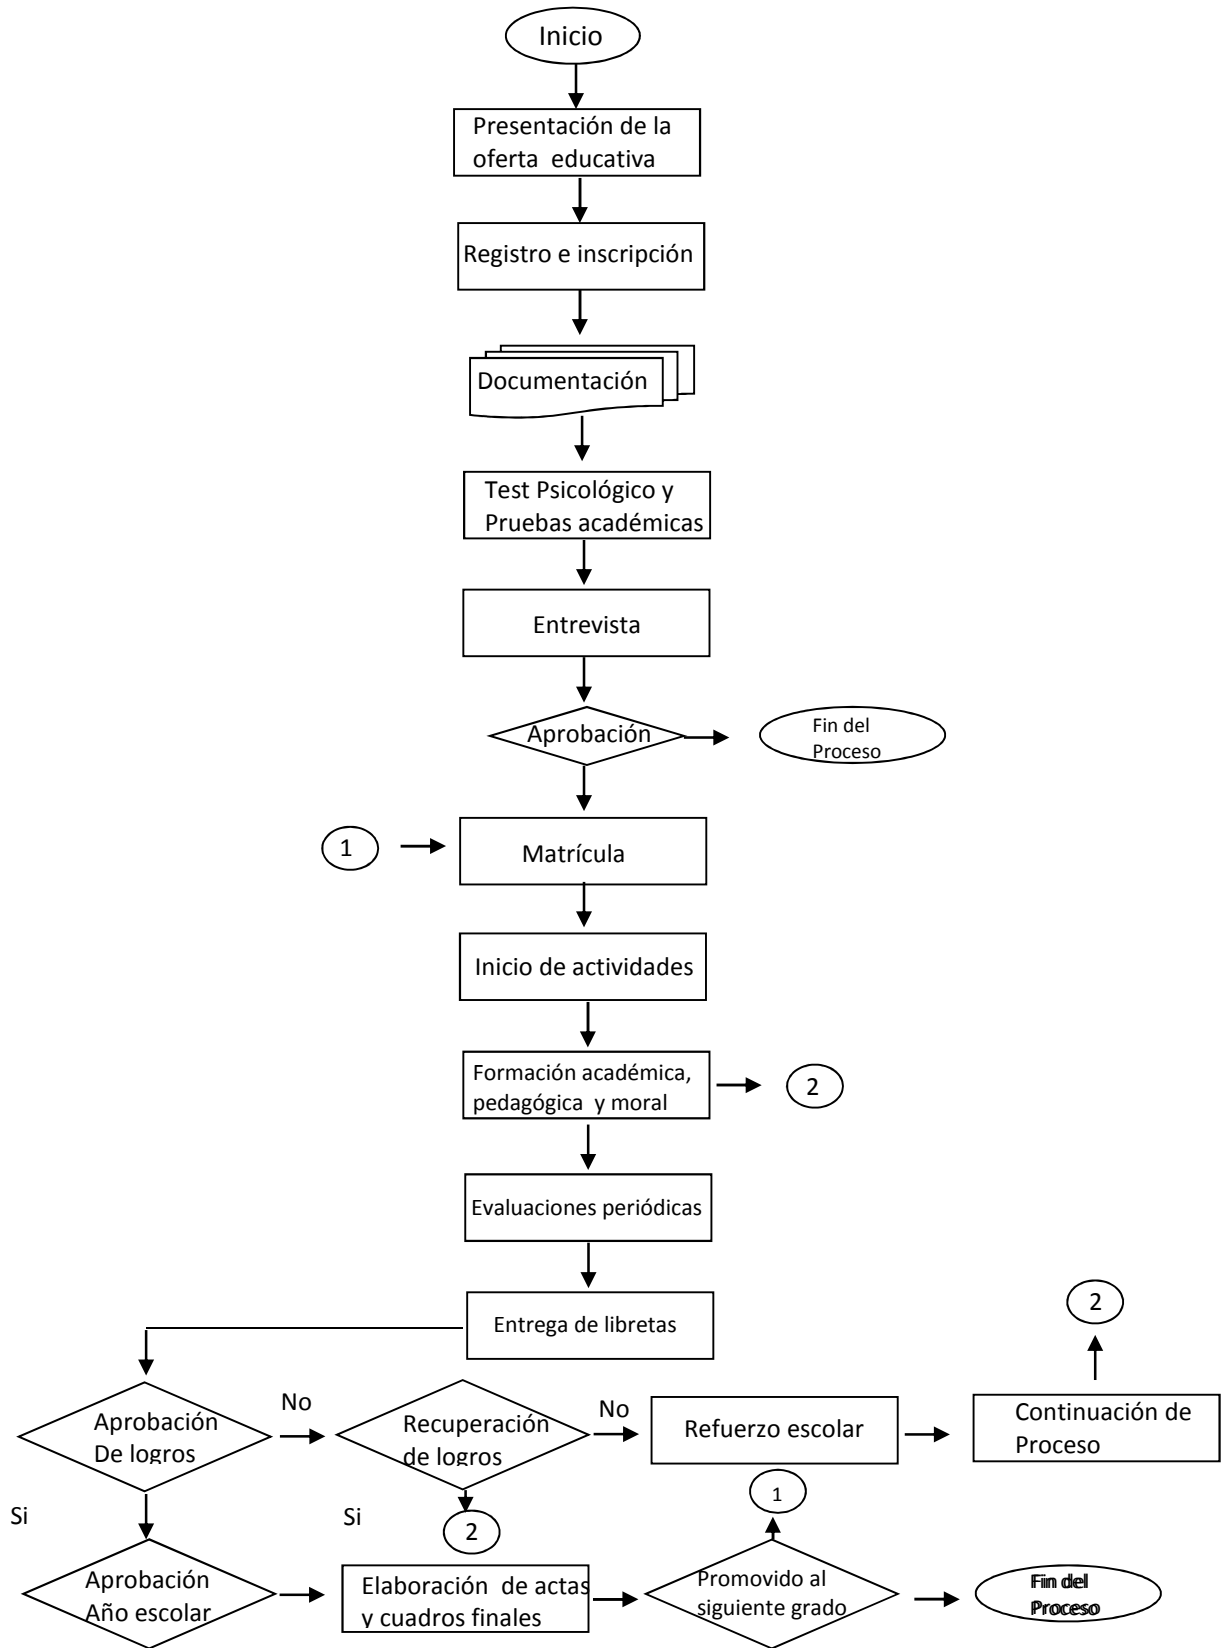 Inicio
Presentación de la
oferta educativa
Registro e inscripción
Documentación
Test Psicológico y
Pruebas académicas
Entrevista
Aprobación
Fin del
Proceso
1
Matrícula
Inicio de actividades
Formación académica,
pedagógica y moral
2
Evaluaciones periódicas
Entrega de libretas
2
Aprobación
De logros
No
Recuperación
de logros
No
Refuerzo escolar
Continuación de
Proceso
Si
Si
2
1
Aprobación
Año escolar
Elaboración de actas
y cuadros finales
Promovido al
siguiente grado
Fin del
Proceso